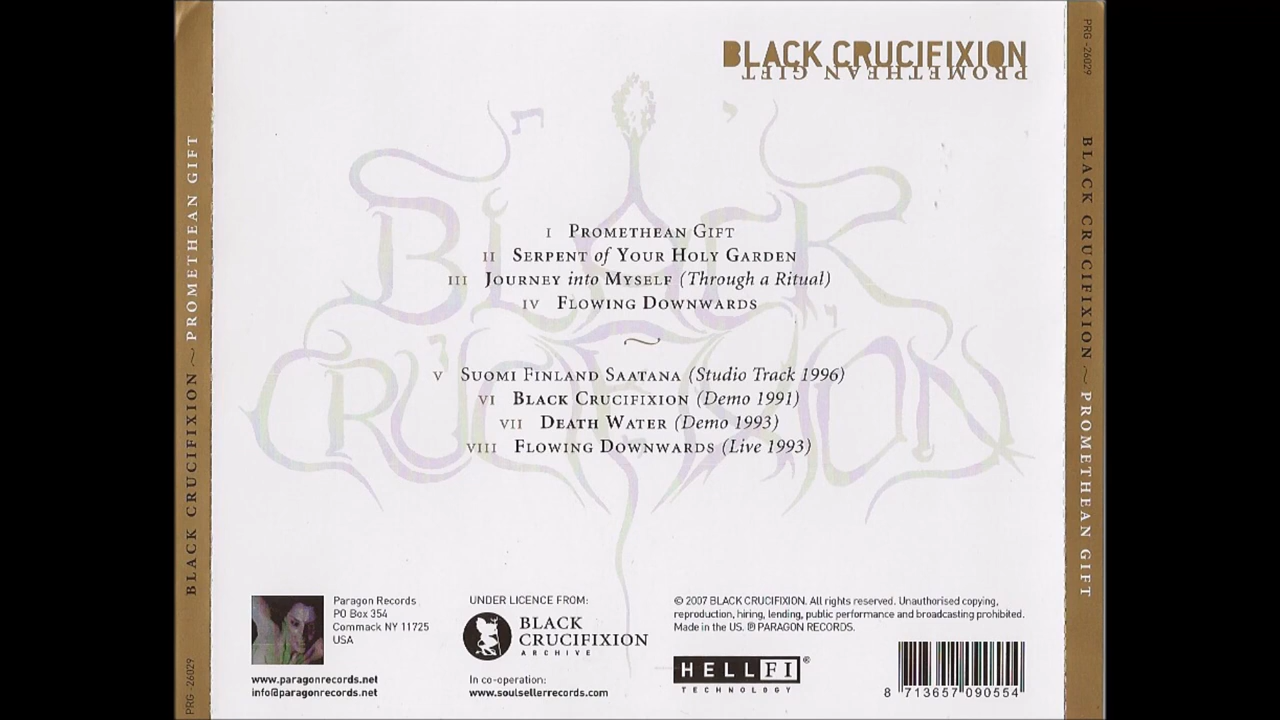 BLACK CRUCIFIXION
PROMETHEAN GIFT
I PROMETHEAN GIFT
II SERPENT of YOUR HOLY GARDEN
III JOURNEY into MYSELF (Through a Ritual)
IV FLOWING DOWNWARDS
V SUOMI FINLAND SAATANA (Studio Track 1996)
VI BLACK CRUCIFIXION (Demo 1991)
VII DEATH WATER (Demo 1993)
VIII FLOWING DOWNWARDS (Live 1993)
BLACK CRUCIFIXION
BLACK CRUCIFIXION ~ PROMETHEAN GIFT
PRG -26029
PRG -26029
BLACK CRUCIFIXION ~ PROMETHEAN GIFT
Paragon Records
PO Box 354
Commack NY 11725
USA
www.paragonrecords.net
info@paragonrecords.net
UNDER LICENCE FROM:
BLACK
CRUCIFIXION
ARCHIVE
In co-operation:
www.soulsellerrecords.com
© 2007 BLACK CRUCIFIXION. All rights reserved. Unauthorised copying,
reproduction, hiring, lending, public performance and broadcasting prohibited.
Made in the US. ℗ PARAGON RECORDS.
HELLFI®
TECHNOLOGY
8 713657 090554